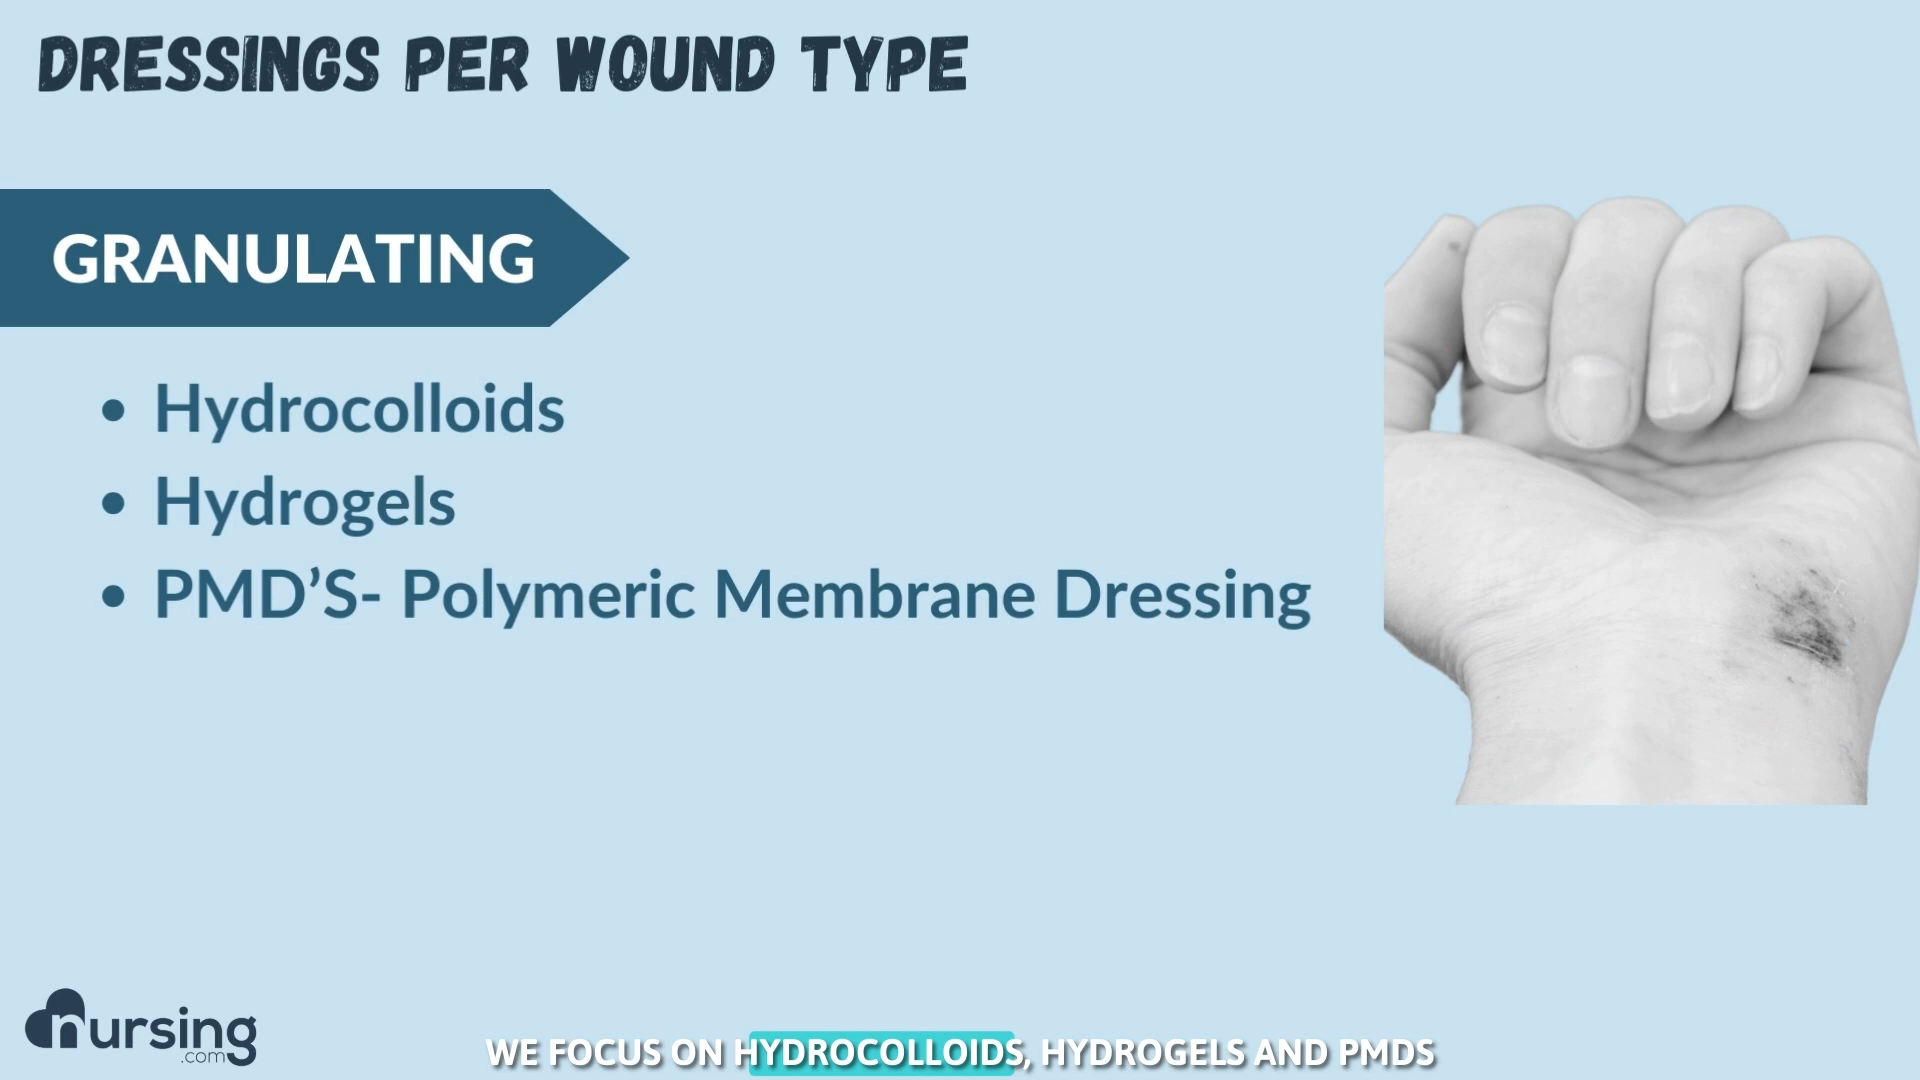 DRESSINGS PER WOUND TYPE
GRANULATING
• Hydrocolloids
• Hydrogels
• PMD’S- Polymeric Membrane Dressing
nursing
.com
WE FOCUS ON HYDROCOLLOIDS, HYDROGELS AND PMDS